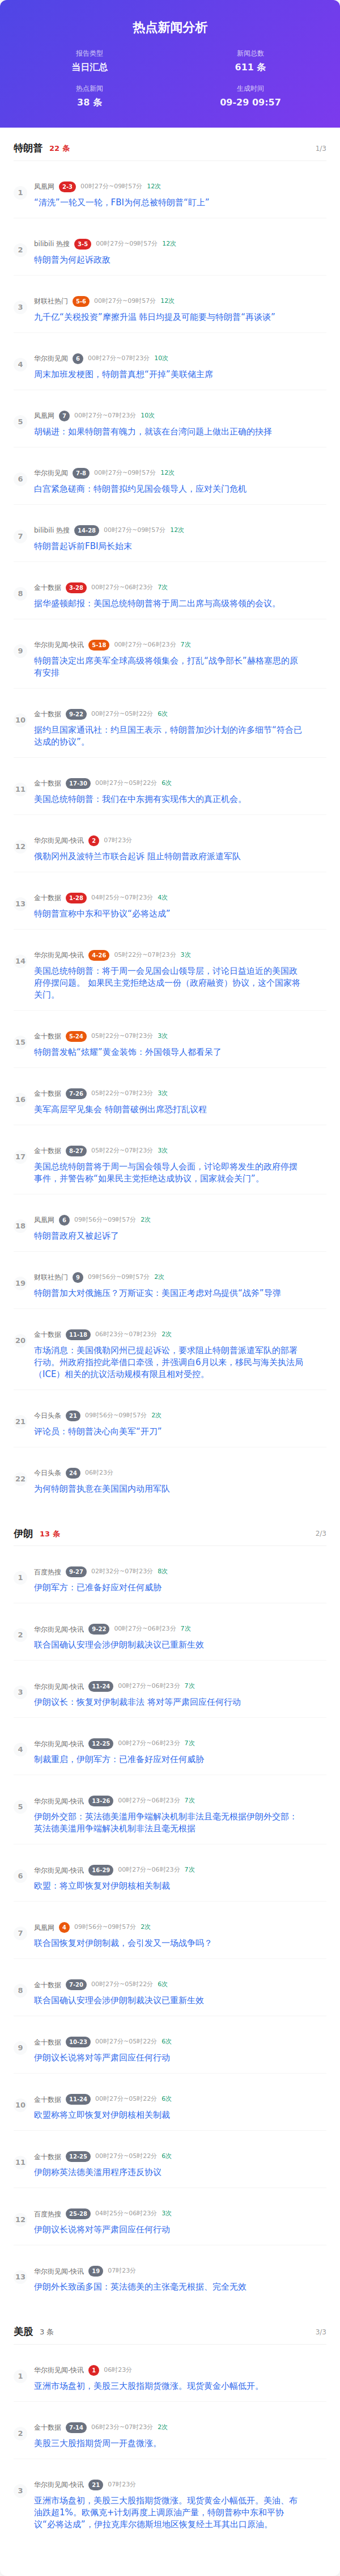 热点新闻分析
报告类型
新闻总数
当日汇总
611 条
热点新闻
生成时间
38 条
09-29 09:57
特朗普 22 条 1/3
1 凤凰网 2-3 00时27分~09时57分 12次
“清洗”一轮又一轮，FBI为何总被特朗普“盯上”
2 bilibili 热搜 3-5 00时27分~09时57分 12次
特朗普为何起诉政敌
3 财联社热门 5-6 00时27分~09时57分 12次
九千亿“关税投资”摩擦升温 韩日均提及可能要与特朗普“再谈谈”
4 华尔街见闻 6 00时27分~07时23分 10次
周末加班发梗图，特朗普真想“开掉”美联储主席
5 凤凰网 7 00时27分~07时23分 10次
胡锡进：如果特朗普有魄力，就该在台湾问题上做出正确的抉择
6 华尔街见闻 7-8 00时27分~09时57分 12次
白宫紧急磋商：特朗普拟约见国会领导人，应对关门危机
7 bilibili 热搜 14-28 00时27分~09时57分 12次
特朗普起诉前FBI局长始末
8 金十数据 3-28 00时27分~06时23分 7次
据华盛顿邮报：美国总统特朗普将于周二出席与高级将领的会议。
9 华尔街见闻-快讯 5-18 00时27分~06时23分 7次
特朗普决定出席美军全球高级将领集会，打乱“战争部长”赫格塞思的原
有安排
10 金十数据 9-22 00时27分~05时22分 6次
据约旦国家通讯社：约旦国王表示，特朗普加沙计划的许多细节“符合已
达成的协议”。
11 金十数据 17-30 00时27分~05时22分 6次
美国总统特朗普：我们在中东拥有实现伟大的真正机会。
12 华尔街见闻-快讯 2 07时23分
俄勒冈州及波特兰市联合起诉 阻止特朗普政府派遣军队
13 金十数据 1-28 04时25分~07时23分 4次
特朗普宣称中东和平协议“必将达成”
14 华尔街见闻-快讯 4-26 05时22分~07时23分 3次
美国总统特朗普：将于周一会见国会山领导层，讨论日益迫近的美国政
府停摆问题。 如果民主党拒绝达成一份（政府融资）协议，这个国家将
关门。
15 金十数据 5-24 05时22分~07时23分 3次
特朗普发帖“炫耀”黄金装饰：外国领导人都看呆了
16 金十数据 7-26 05时22分~07时23分 3次
美军高层罕见集会 特朗普破例出席恐打乱议程
17 金十数据 8-27 05时22分~07时23分 3次
美国总统特朗普将于周一与国会领导人会面，讨论即将发生的政府停摆
事件，并警告称“如果民主党拒绝达成协议，国家就会关门”。
18 凤凰网 6 09时56分~09时57分 2次
特朗普政府又被起诉了
19 财联社热门 9 09时56分~09时57分 2次
特朗普加大对俄施压？万斯证实：美国正考虑对乌提供“战斧”导弹
20 金十数据 11-18 06时23分~07时23分 2次
市场消息：美国俄勒冈州已提起诉讼，要求阻止特朗普派遣军队的部署
行动。州政府指控此举借口牵强，并强调自6月以来，移民与海关执法局
（ICE）相关的抗议活动规模有限且相对受控。
21 今日头条 21 09时56分~09时57分 2次
评论员：特朗普决心向美军“开刀”
22 今日头条 24 06时23分
为何特朗普执意在美国国内动用军队
伊朗 13 条 2/3
1 百度热搜 9-27 02时32分~07时23分 8次
伊朗军方：已准备好应对任何威胁
2 华尔街见闻-快讯 9-22 00时27分~06时23分 7次
联合国确认安理会涉伊朗制裁决议已重新生效
3 华尔街见闻-快讯 11-24 00时27分~06时23分 7次
伊朗议长：恢复对伊制裁非法 将对等严肃回应任何行动
4 华尔街见闻-快讯 12-25 00时27分~06时23分 7次
制裁重启，伊朗军方：已准备好应对任何威胁
5 华尔街见闻-快讯 13-26 00时27分~06时23分 7次
伊朗外交部：英法德美滥用争端解决机制非法且毫无根据伊朗外交部：
英法德美滥用争端解决机制非法且毫无根据
6 华尔街见闻-快讯 16-29 00时27分~06时23分 7次
欧盟：将立即恢复对伊朗核相关制裁
7 凤凰网 4 09时56分~09时57分 2次
联合国恢复对伊朗制裁，会引发又一场战争吗？
8 金十数据 7-20 00时27分~05时22分 6次
联合国确认安理会涉伊朗制裁决议已重新生效
9 金十数据 10-23 00时27分~05时22分 6次
伊朗议长说将对等严肃回应任何行动
10 金十数据 11-24 00时27分~05时22分 6次
欧盟称将立即恢复对伊朗核相关制裁
11 金十数据 12-25 00时27分~05时22分 6次
伊朗称英法德美滥用程序违反协议
12 百度热搜 25-28 04时25分~06时23分 3次
伊朗议长说将对等严肃回应任何行动
13 华尔街见闻-快讯 19 07时23分
伊朗外长致函多国：英法德美的主张毫无根据、完全无效
美股 3 条 3/3
1 华尔街见闻-快讯 1 06时23分
亚洲市场盘初，美股三大股指期货微涨。现货黄金小幅低开。
2 金十数据 7-14 06时23分~07时23分 2次
美股三大股指期货周一开盘微涨。
3 华尔街见闻-快讯 21 07时23分
亚洲市场盘初，美股三大股指期货微涨。现货黄金小幅低开。美油、布
油跌超1%。欧佩克+计划再度上调原油产量，特朗普称中东和平协
议“必将达成”，伊拉克库尔德斯坦地区恢复经土耳其出口原油。